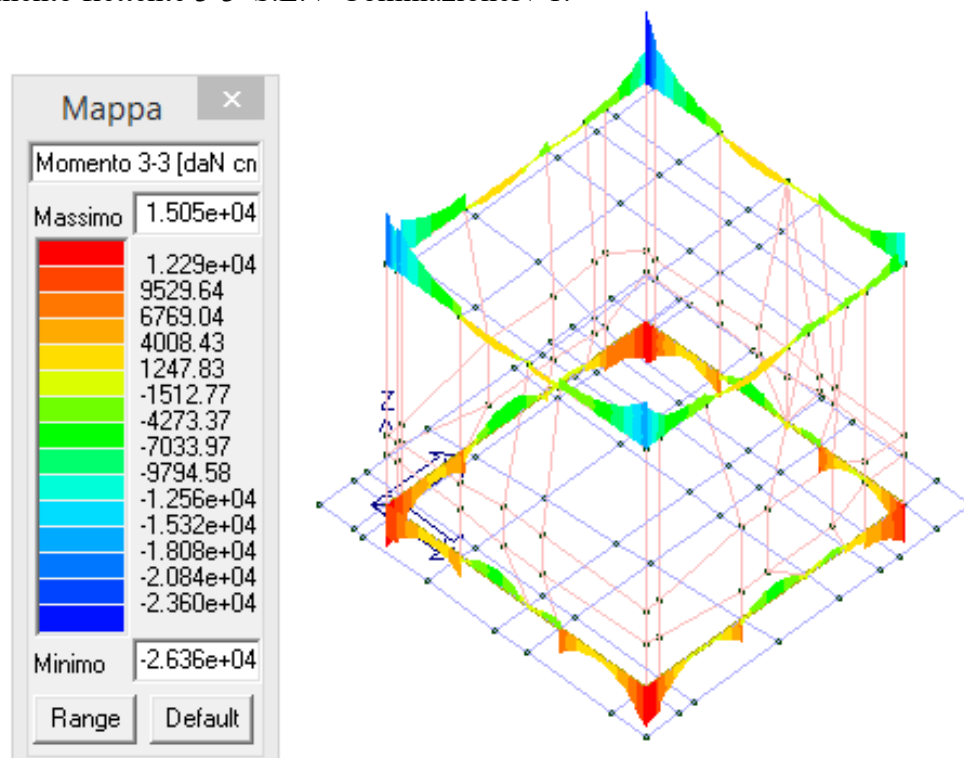 Mappa
Momento 3-3 [daN cn
Massimo 1.505e+04
1.229e+04
9529.64
6769.04
4008.43
1247.83
-1512.77
-4273.37
-7033.97
-9794.58
-1.256e+04
-1.532e+04
-1.808e+04
-2.084e+04
-2.360e+04
Minimo -2.636e+04
Range Default
Z